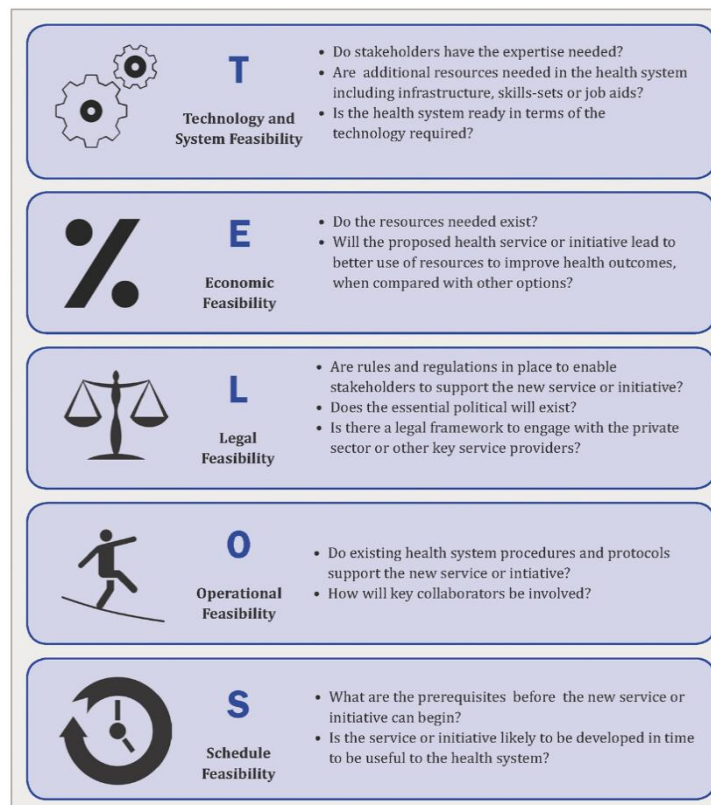 T
Technology and
System Feasibility
• Do stakeholders have the expertise needed?
• Are additional resources needed in the health system
including infrastructure, skills-sets or job aids?
• Is the health system ready in terms of the
technology required?
E
Economic
Feasibility
• Do the resources needed exist?
• Will the proposed health service or initiative lead to
better use of resources to improve health outcomes,
when compared with other options?
L
Legal
Feasibility
• Are rules and regulations in place to enable
stakeholders to support the new service or initiative?
• Does the essential political will exist?
• Is there a legal framework to engage with the private
sector or other key service providers?
O
Operational
Feasibility
• Do existing health system procedures and protocols
support the new service or intiative?
• How will key collaborators be involved?
S
Schedule
Feasibility
• What are the prerequisites before the new service or
initiative can begin?
• Is the service or initiative likely to be developed in time
to be useful to the health system?